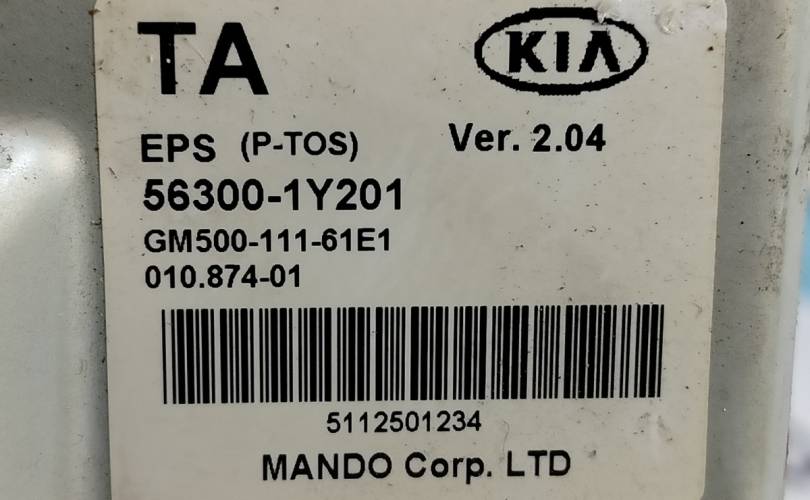 TA KIA
EPS (P-TOS) Ver. 2.04
56300-1Y201
GM500-111-61E1
010.874-01
5112501234
MANDO Corp. LTD